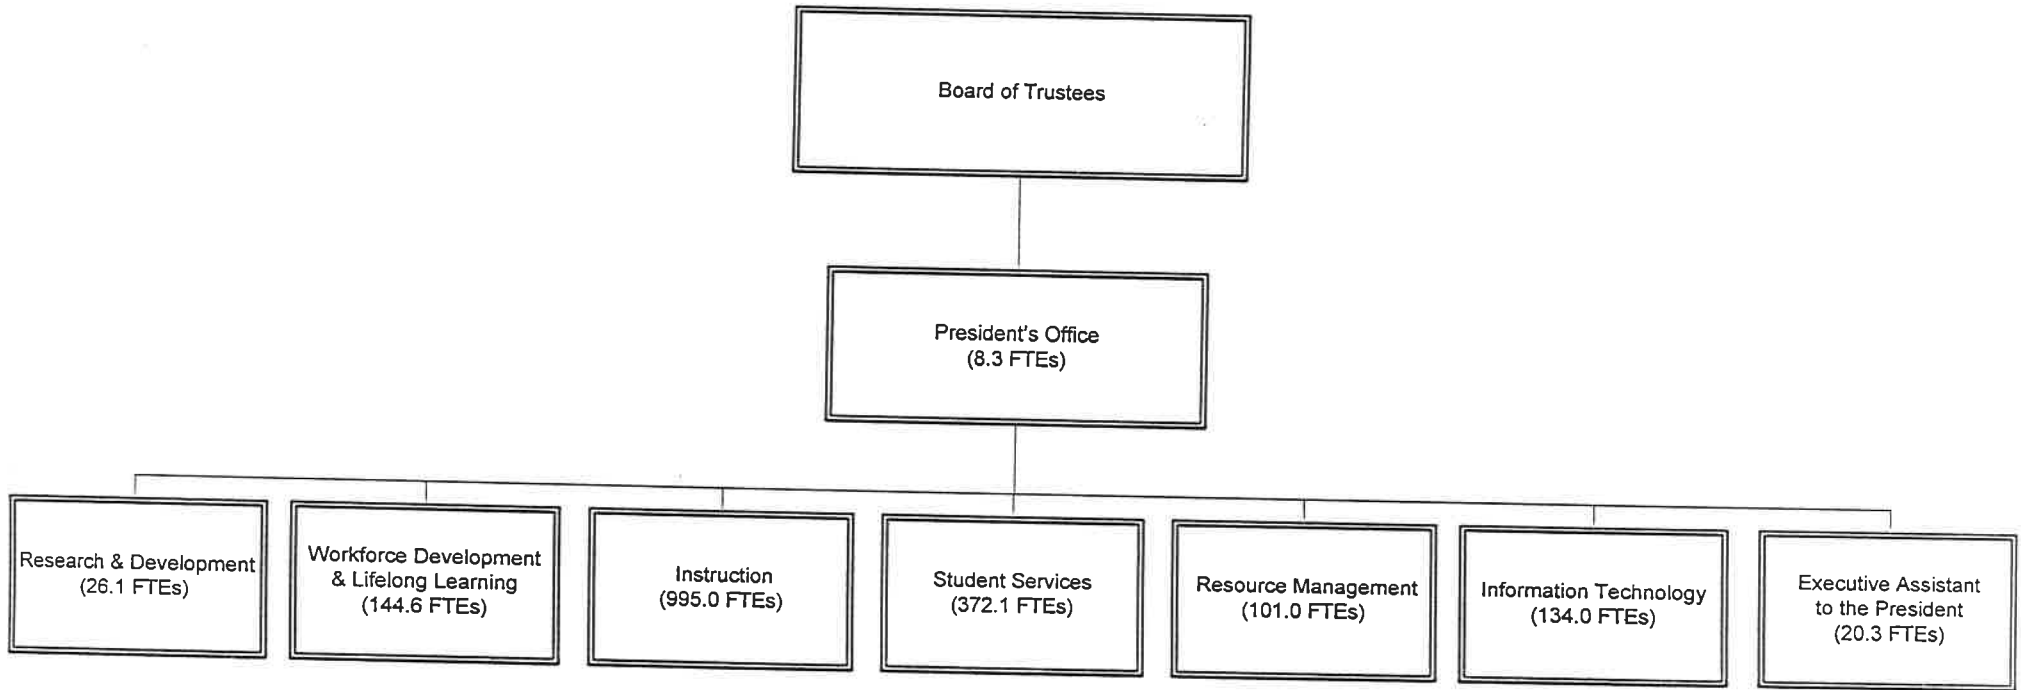 Board of Trustees
President's Office
(8.3 FTEs)
Research & Development
(26.1 FTEs)
Workforce Development
& Lifelong Learning
(144.6 FTEs)
Instruction
(995.0 FTEs)
Student Services
(372.1 FTEs)
Resource Management
(101.0 FTEs)
Information Technology
(134.0 FTEs)
Executive Assistant
to the President
(20.3 FTEs)